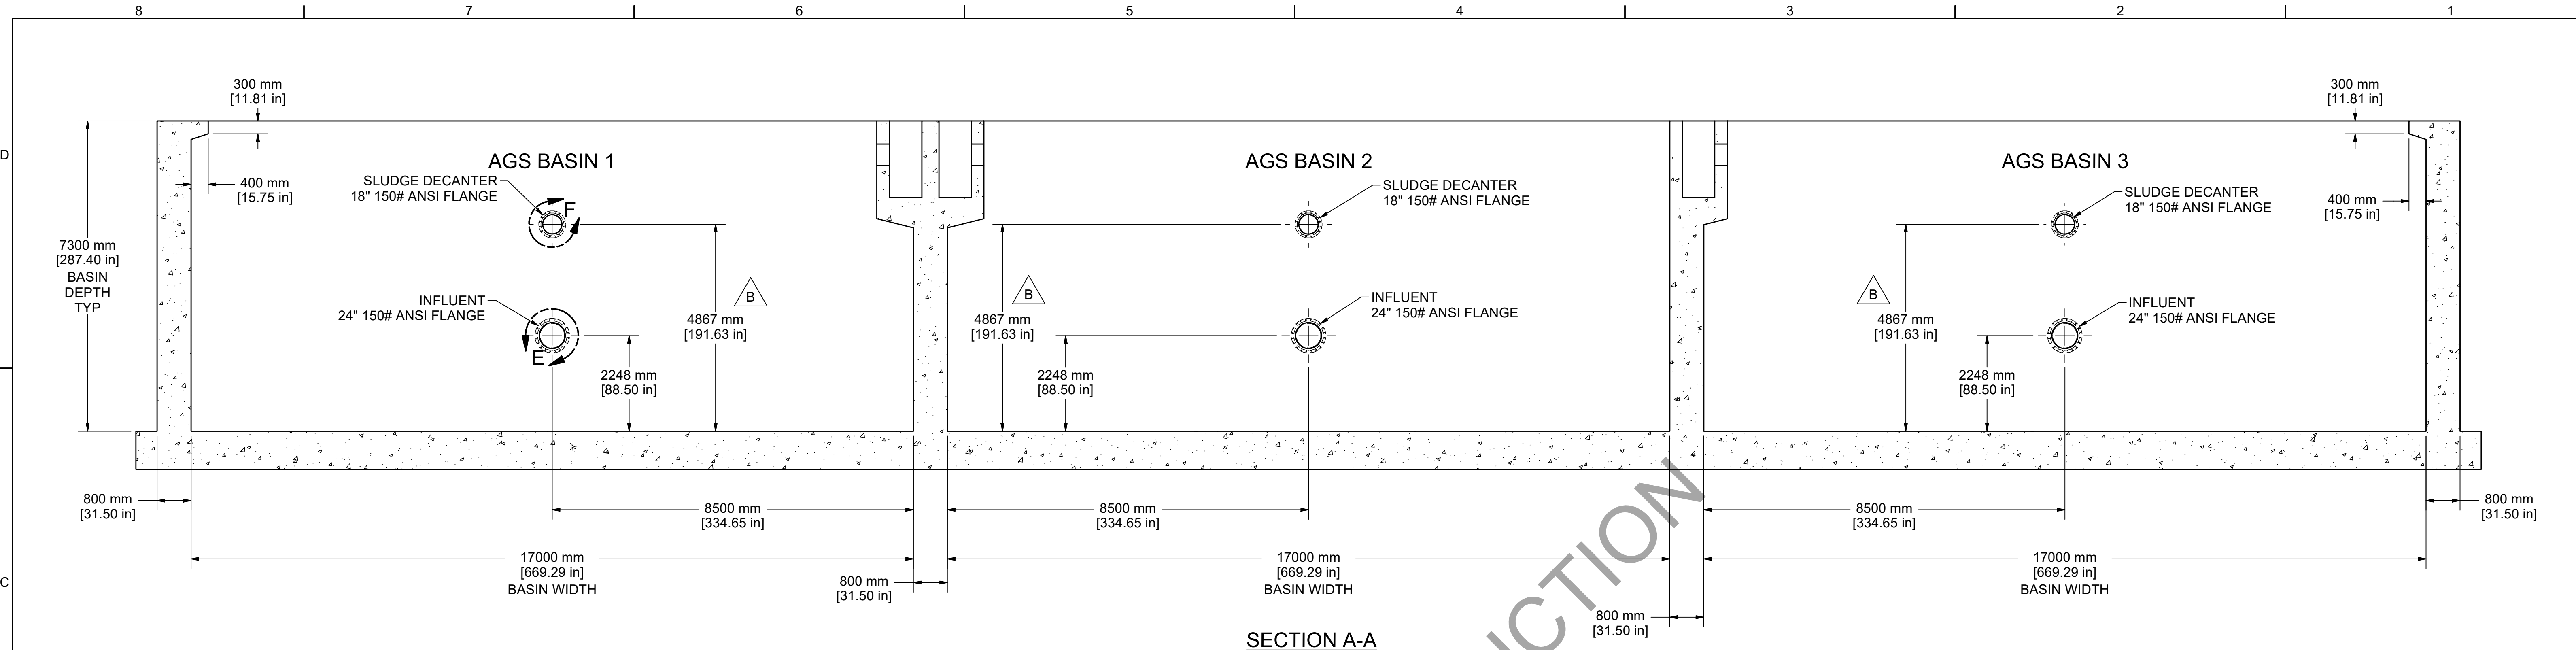 8 7 6 5 4 3 2 1
D
C
300 mm
[11.81 in]
300 mm
[11.81 in]
AGS BASIN 1
SLUDGE DECANTER
18" 150# ANSI FLANGE
F
400 mm
[15.75 in]
7300 mm
[287.40 in]
BASIN
DEPTH
TYP
INFLUENT
24" 150# ANSI FLANGE
E
B
4867 mm
[191.63 in]
2248 mm
[88.50 in]
AGS BASIN 2
SLUDGE DECANTER
18" 150# ANSI FLANGE
B
4867 mm
[191.63 in]
INFLUENT
24" 150# ANSI FLANGE
2248 mm
[88.50 in]
AGS BASIN 3
SLUDGE DECANTER
18" 150# ANSI FLANGE
400 mm
[15.75 in]
B
4867 mm
[191.63 in]
INFLUENT
24" 150# ANSI FLANGE
2248 mm
[88.50 in]
800 mm
[31.50 in]
8500 mm
[334.65 in]
8500 mm
[334.65 in]
8500 mm
[334.65 in]
800 mm
[31.50 in]
17000 mm
[669.29 in]
BASIN WIDTH
800 mm
[31.50 in]
17000 mm
[669.29 in]
BASIN WIDTH
800 mm
[31.50 in]
17000 mm
[669.29 in]
BASIN WIDTH
SECTION A-A
UCTION